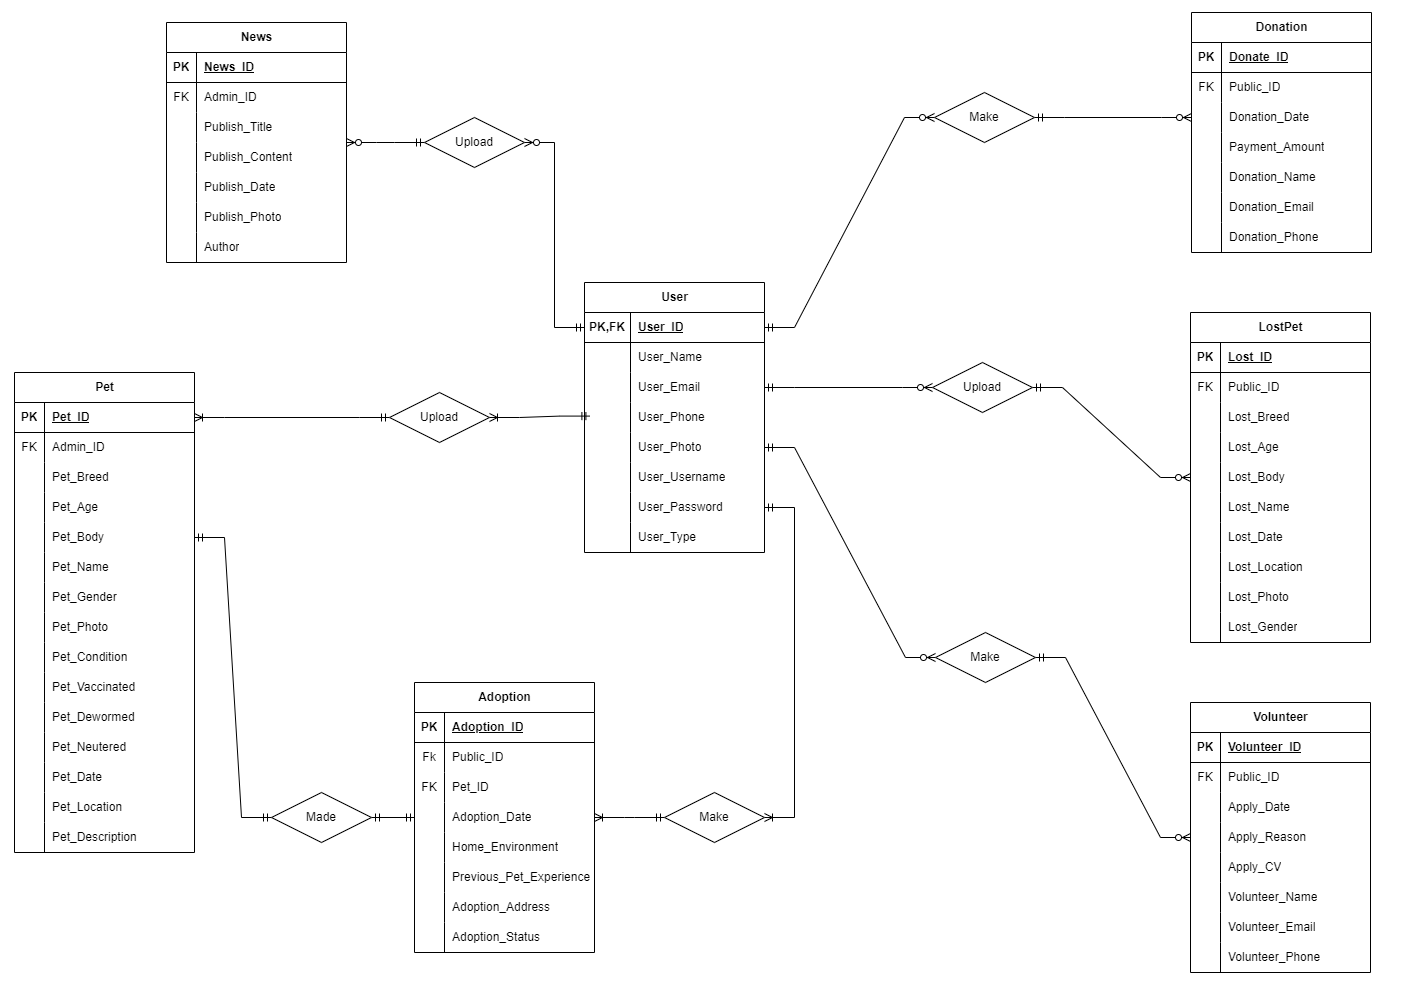 News
PK News_ID
FK Admin_ID
Publish_Title
Publish_Content
Publish_Date
Publish_Photo
Author
Upload
Make
Donation
PK Donate_ID
FK Public_ID
Donation_Date
Payment_Amount
Donation_Name
Donation_Email
Donation_Phone
User
PK,FK User_ID
User_Name
User_Email
User_Phone
User_Photo
User_Username
User_Password
User_Type
Upload
LostPet
PK Lost_ID
FK Public_ID
Lost_Breed
Lost_Age
Lost_Body
Lost_Name
Lost_Date
Lost_Location
Lost_Photo
Lost_Gender
Pet
PK Pet_ID
FK Admin_ID
Pet_Breed
Pet_Age
Pet_Body
Pet_Name
Pet_Gender
Pet_Photo
Pet_Condition
Pet_Vaccinated
Pet_Dewormed
Pet_Neutered
Pet_Date
Pet_Location
Pet_Description
Upload
Made
Adoption
PK Adoption_ID
Fk Public_ID
FK Pet_ID
Adoption_Date
Home_Environment
Previous_Pet_Experience
Adoption_Address
Adoption_Status
Make
Make
Volunteer
PK Volunteer_ID
FK Public_ID
Apply_Date
Apply_Reason
Apply_CV
Volunteer_Name
Volunteer_Email
Volunteer_Phone